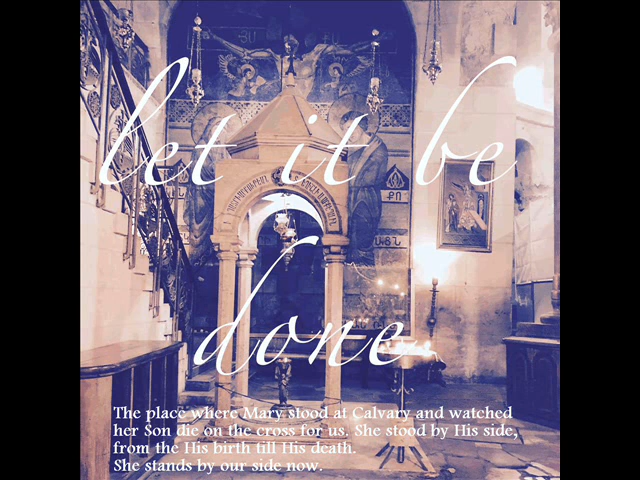 let it be
done
The place where Mary stood at Calvary and watched
her Son die on the cross for us. She stood by His side,
from the His birth till His death.
She stands by our side now.